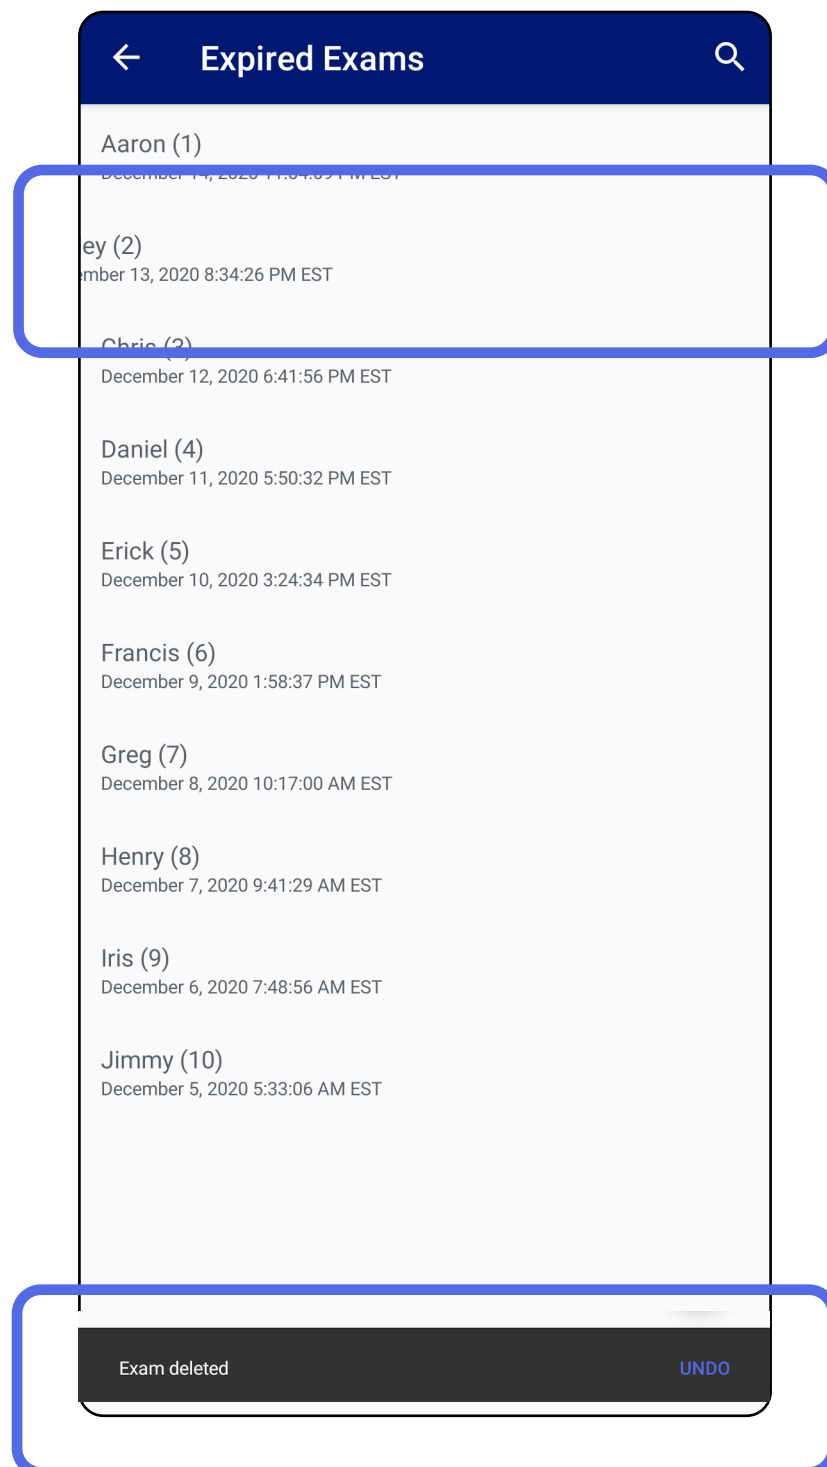 Expired Exams
Aaron (1)
December 14, 2020
ey (2)
ember 13, 2020 8:34:26 PM EST
Chris (3)
December 12, 2020 6:41:56 PM EST
Daniel (4)
December 11, 2020 5:50:32 PM EST
Erick (5)
December 10, 2020 3:24:34 PM EST
Francis (6)
December 9, 2020 1:58:37 PM EST
Greg (7)
December 8, 2020 10:17:00 AM EST
Henry (8)
December 7, 2020 9:41:29 AM EST
Iris (9)
December 6, 2020 7:48:56 AM EST
Jimmy (10)
December 5, 2020 5:33:06 AM EST
Exam deleted
UNDO